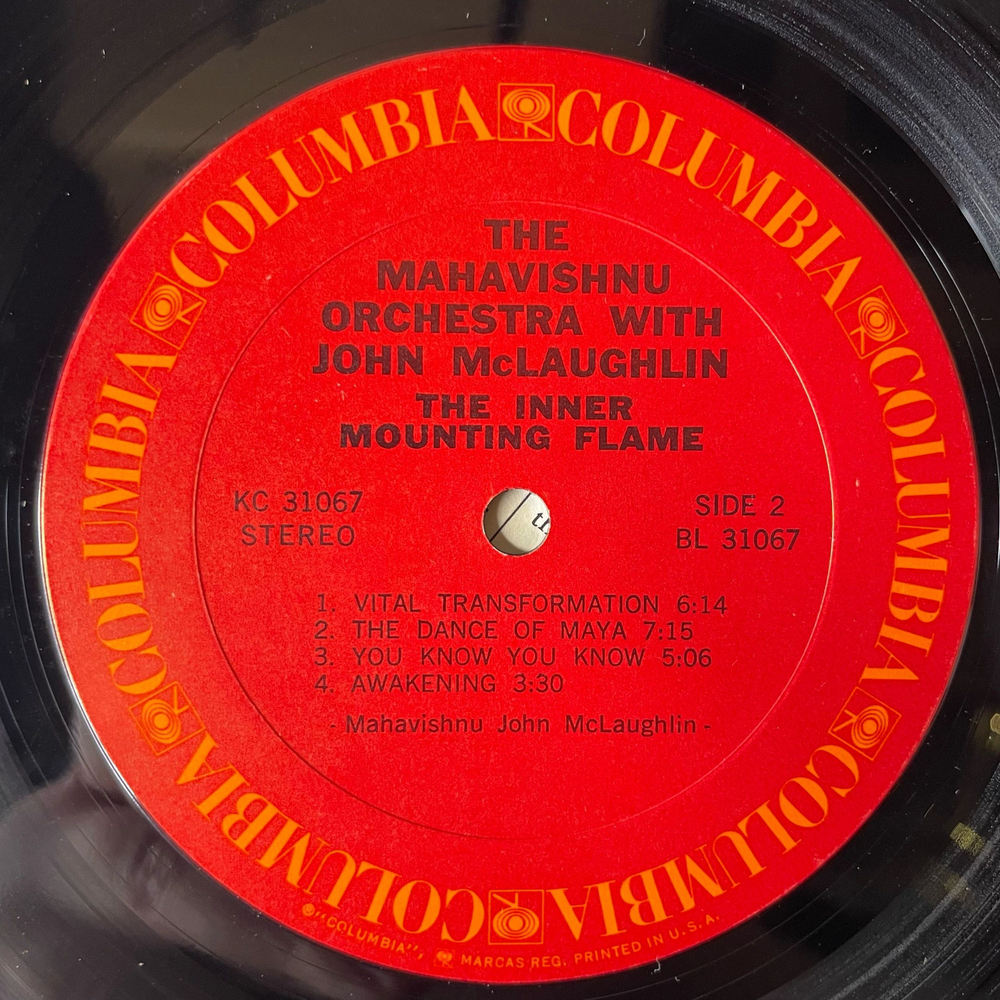 COLUMBIA COLUMBIA COLUMBIA COLUMBIA COLUMBIA COLUMBIA
THE
MAHAVISHNU
ORCHESTRA WITH
JOHN McLAUGHLIN
THE INNER
MOUNTING FLAME
KC 31067
STEREO
SIDE 2
BL 31067
th
1. VITAL TRANSFORMATION 6:14
2. THE DANCE OF MAYA 7:15
3. YOU KNOW YOU KNOW 5:06
4. AWAKENING 3:30
- Mahavishnu John McLaughlin -
® "COLUMBIA", MARCAS REG. PRINTED IN U.S.A.